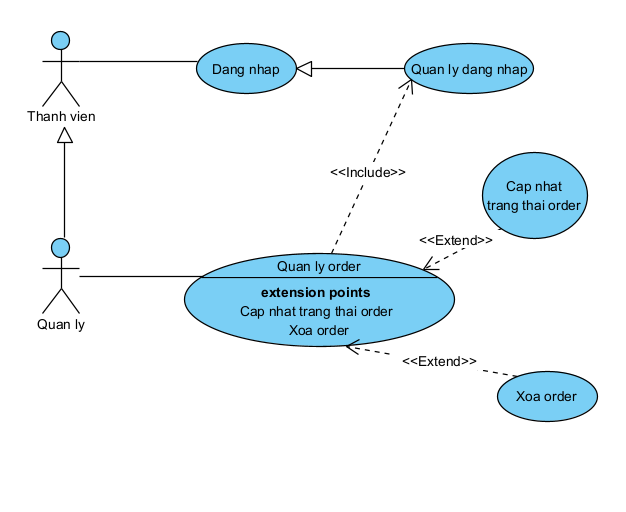 Dang nhap
Quan ly dang nhap
Thanh vien
<<Include>>
Cap nhat
trang thai order
<<Extend>>
Quan ly order
extension points
Cap nhat trang thai order
Xoa order
Quan ly
<<Extend>>
Xoa order